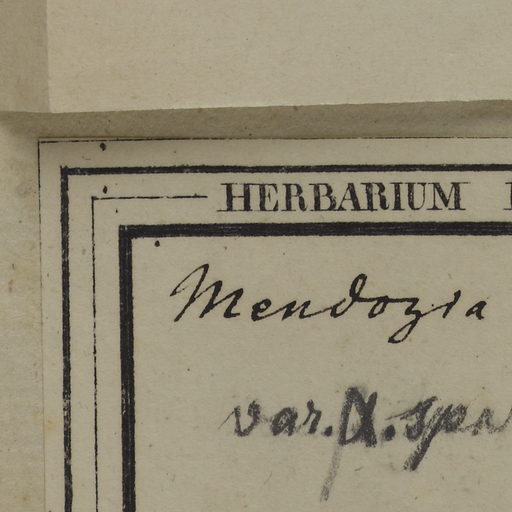 HERBARIUM
Mendozia
var. α.